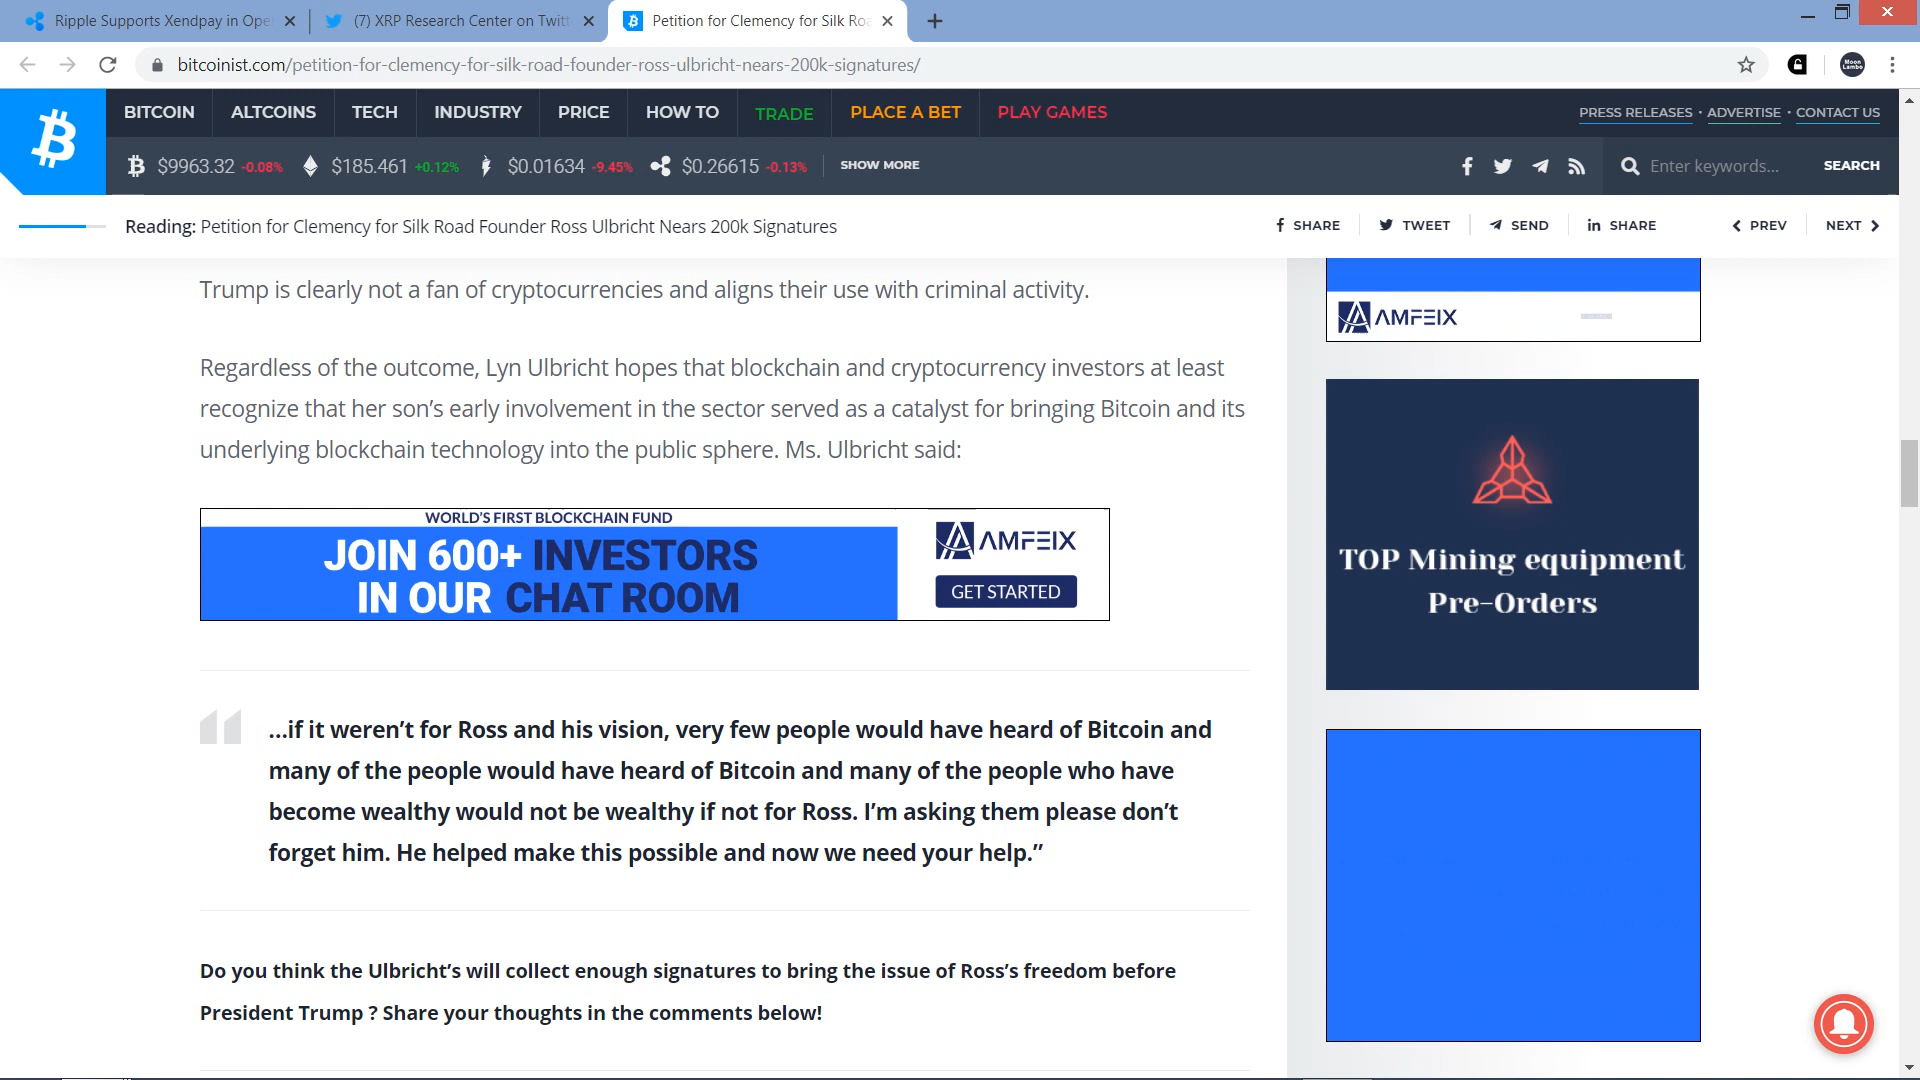 Ripple Supports Xendpay in Ope
(7) XRP Research Center on Twitt
Petition for Clemency for Silk Roa
bitcoinist.com/petition-for-clemency-for-silk-road-founder-ross-ulbricht-nears-200k-signatures/
Moon Lambo
BITCOIN ALTCOINS TECH INDUSTRY PRICE HOW TO TRADE PLACE A BET PLAY GAMES PRESS RELEASES · ADVERTISE · CONTACT US
$9963.32 -0.08% $185.461 +0.12% $0.01634 -9.45% $0.26615 -0.13% SHOW MORE Enter keywords... SEARCH
Reading: Petition for Clemency for Silk Road Founder Ross Ulbricht Nears 200k Signatures SHARE TWEET SEND SHARE PREV NEXT
Trump is clearly not a fan of cryptocurrencies and aligns their use with criminal activity.
Regardless of the outcome, Lyn Ulbricht hopes that blockchain and cryptocurrency investors at least
recognize that her son's early involvement in the sector served as a catalyst for bringing Bitcoin and its
underlying blockchain technology into the public sphere. Ms. Ulbricht said:
WORLD'S FIRST BLOCKCHAIN FUND
JOIN 600+ INVESTORS
IN OUR CHAT ROOM
AMFEIX
GET STARTED
…if it weren't for Ross and his vision, very few people would have heard of Bitcoin and
many of the people would have heard of Bitcoin and many of the people who have
become wealthy would not be wealthy if not for Ross. I'm asking them please don't
forget him. He helped make this possible and now we need your help.”
Do you think the Ulbricht's will collect enough signatures to bring the issue of Ross's freedom before
President Trump ? Share your thoughts in the comments below!
AMFEIX
TOP Mining equipment
Pre-Orders